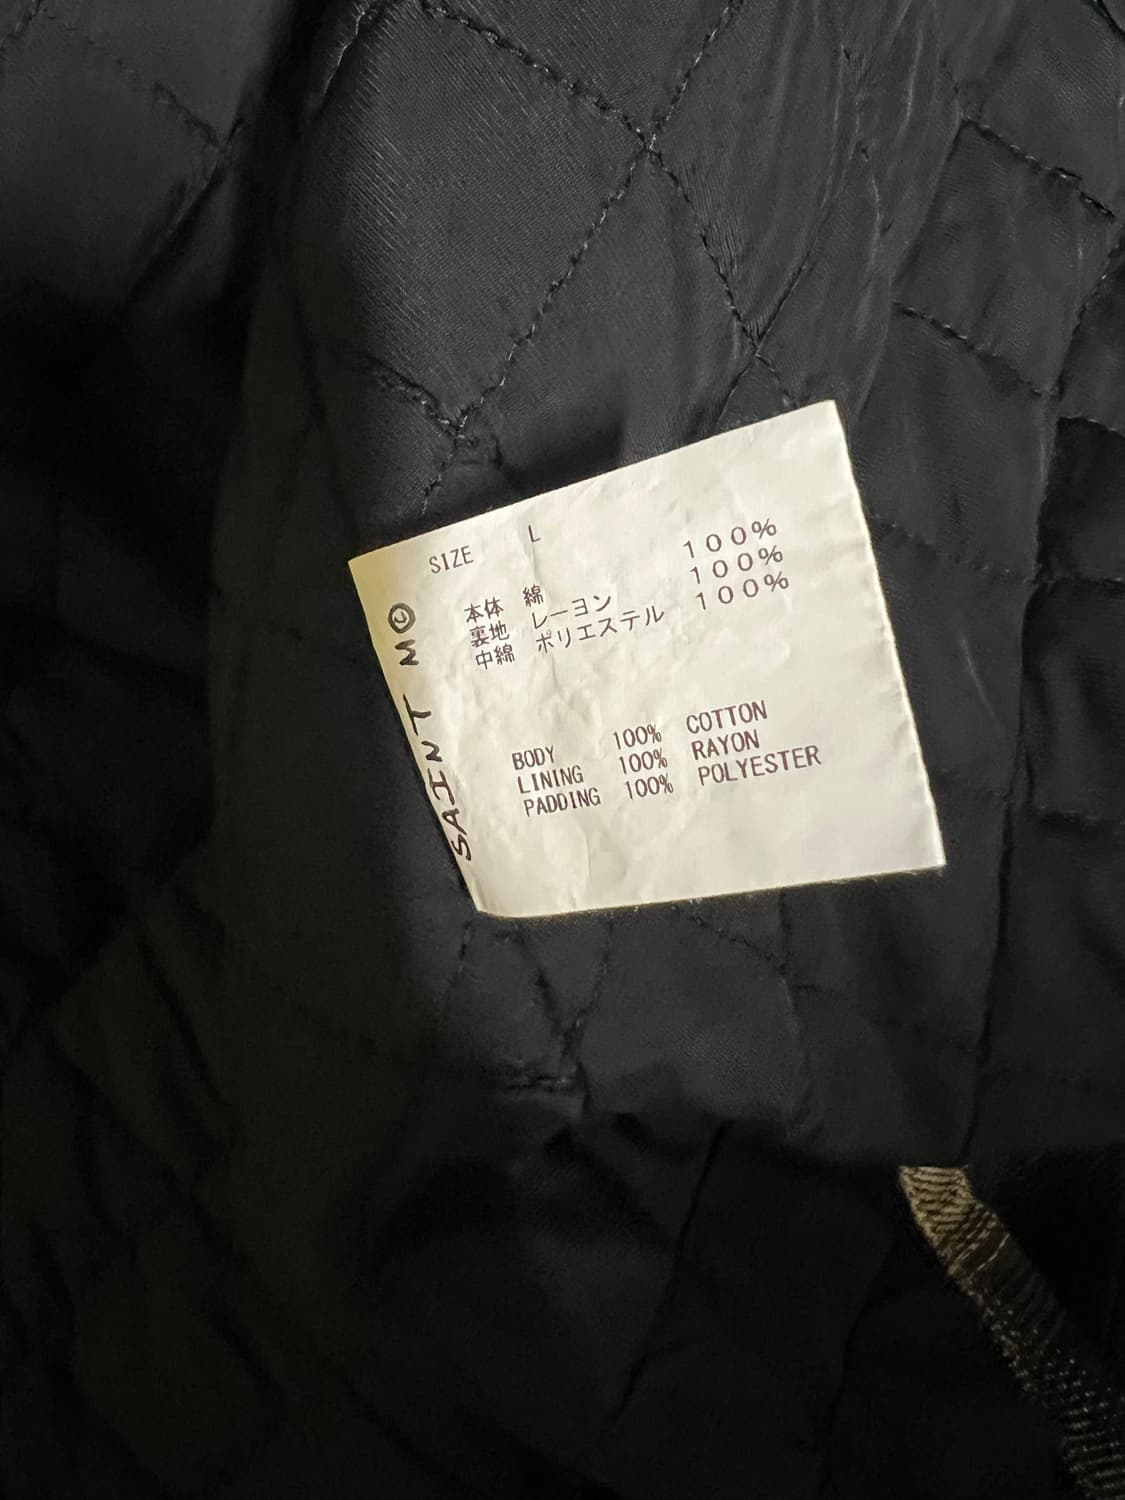 SIZE L
本体 綿 100%
裏地 レーヨン 100%
中綿 ポリエステル 100%
BODY 100% COTTON
LINING 100% RAYON
PADDING 100% POLYESTER
SAINT M